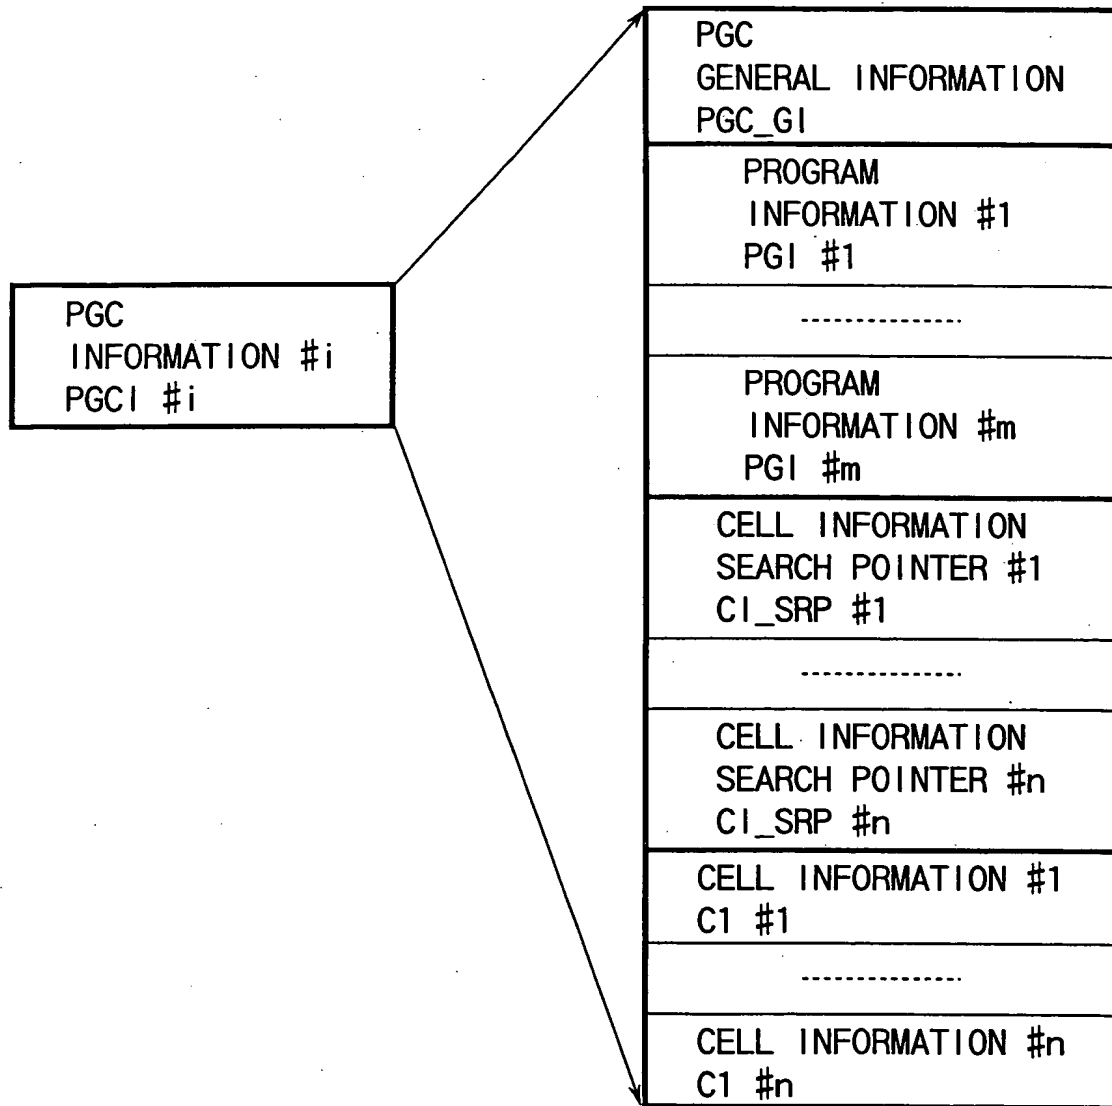 PGC
GENERAL INFORMATION
PGC_GI
PROGRAM
INFORMATION #1
PGI #1
PGC
INFORMATION #i
PGCI #i
PROGRAM
INFORMATION #m
PGI #m
CELL INFORMATION
SEARCH POINTER #1
CI_SRP #1
CELL INFORMATION
SEARCH POINTER #n
CI_SRP #n
CELL INFORMATION #1
C1 #1
CELL INFORMATION #n
C1 #n